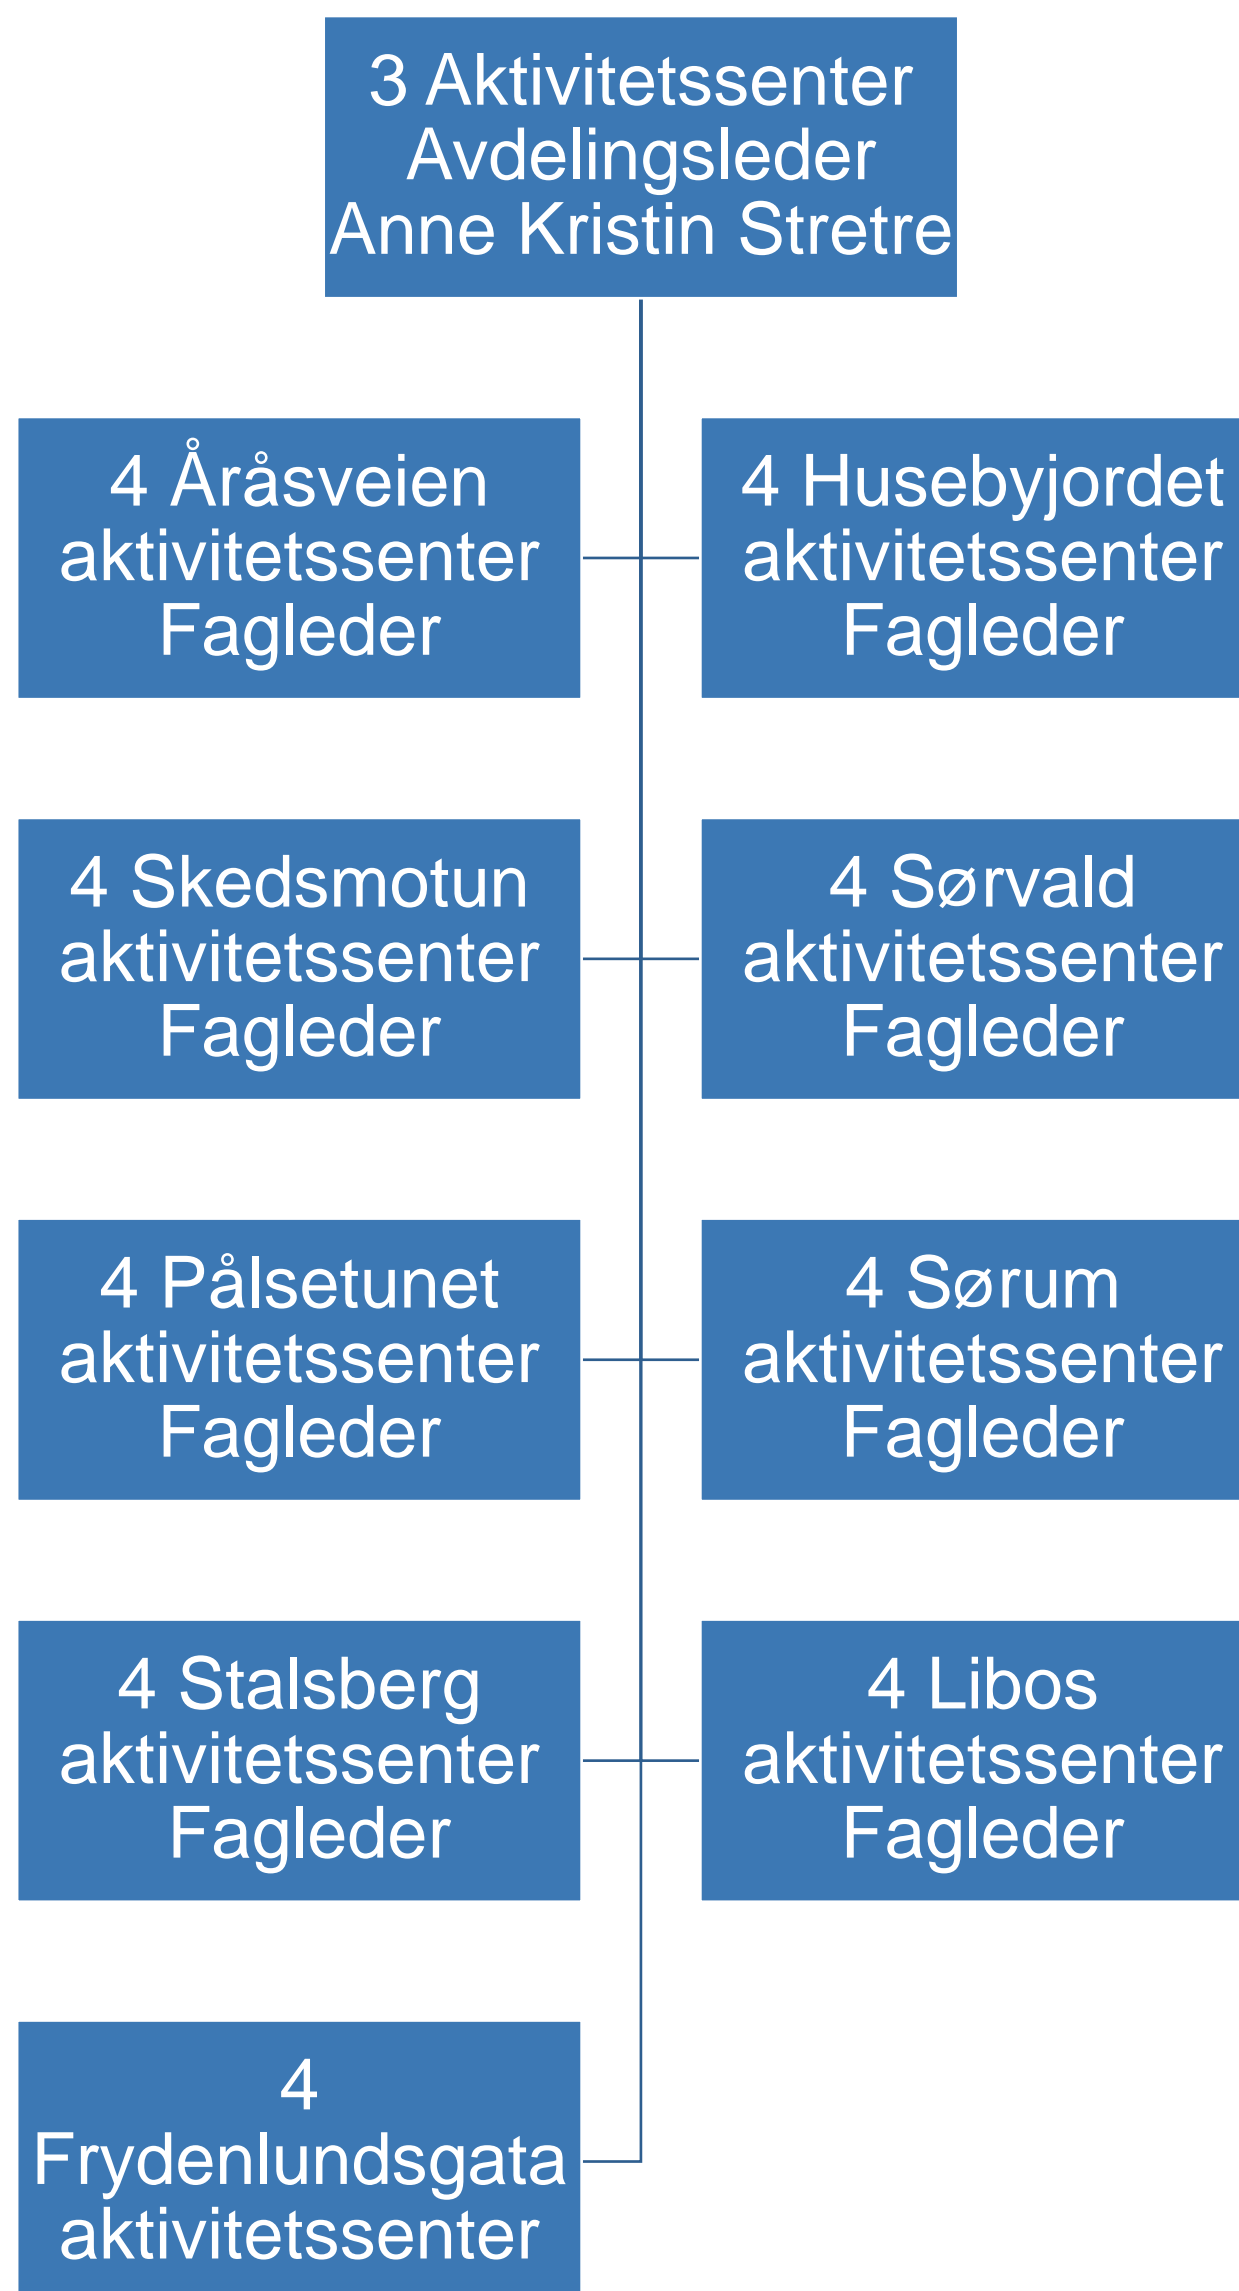 3 Aktivitetssenter
Avdelingsleder
Anne Kristin Stretre
4 Åråsveien
aktivitetssenter
Fagleder
4 Husebyjordet
aktivitetssenter
Fagleder
4 Skedsmotun
aktivitetssenter
Fagleder
4 Sørvald
aktivitetssenter
Fagleder
4 Pålsetunet
aktivitetssenter
Fagleder
4 Sørum
aktivitetssenter
Fagleder
4 Stalsberg
aktivitetssenter
Fagleder
4 Libos
aktivitetssenter
Fagleder
4
Frydenlundsgata
aktivitetssenter